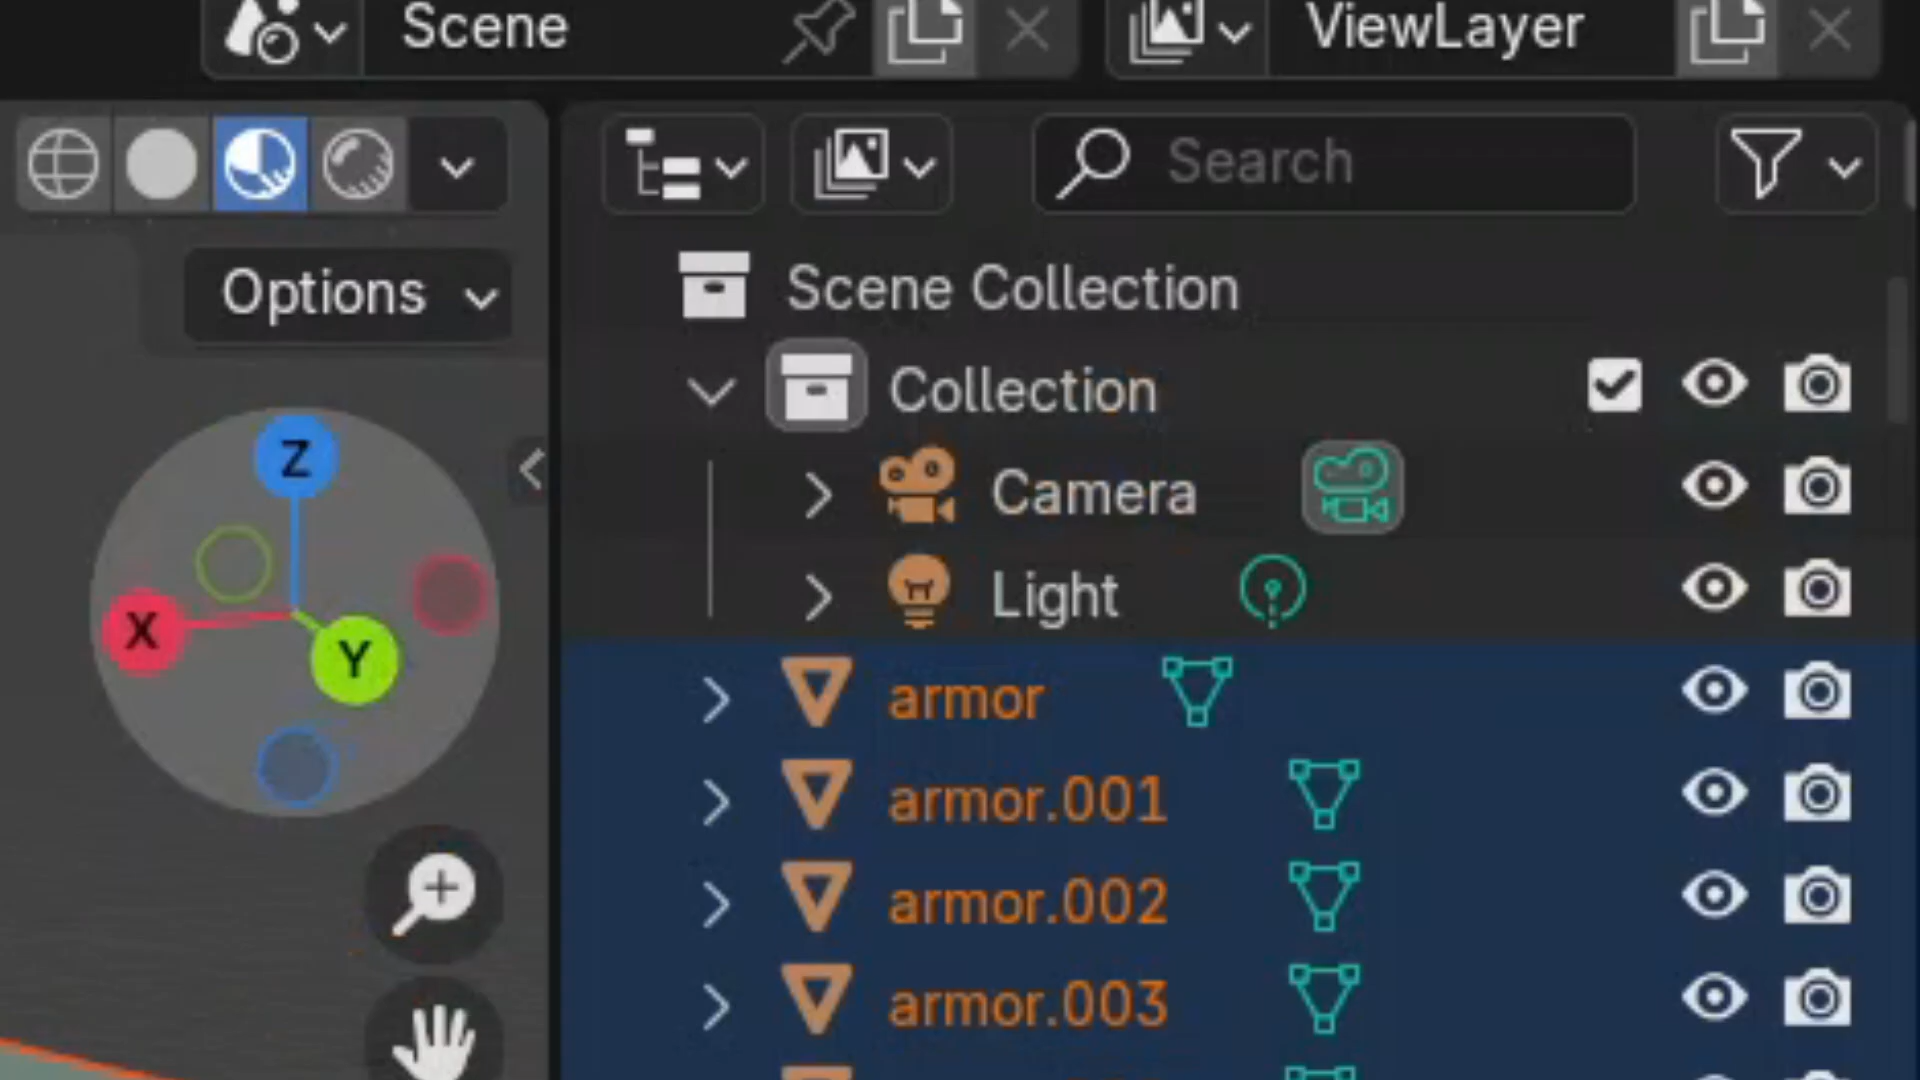 Scene
ViewLayer
Search
Options
Scene Collection
Collection
Camera
Light
armor
armor.001
armor.002
armor.003
Z
X
Y